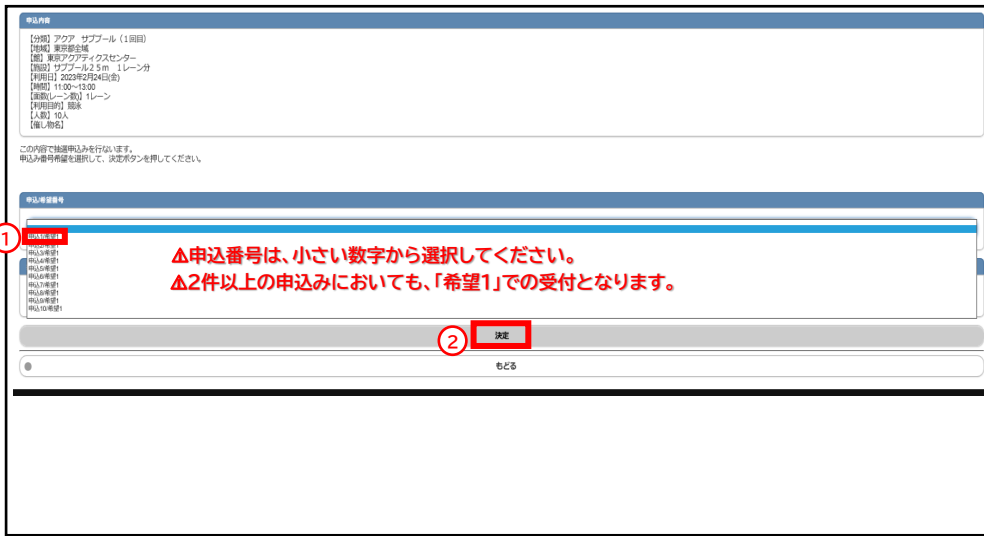 申込内容
【分類】アクア　サブプール（１回目）
【地域】東京都全域
【館】東京アクアティクスセンター
【施設】サブプール２５ｍ　１レーン分
【利用日】2023年2月24日(金)
【時間】11:00～13:00
【面数(レーン数)】1レーン
【利用目的】競泳
【人数】10人
【催し物名】
この内容で抽選申込みを行ないます。
申込み番号希望を選択して、決定ボタンを押してください。
申込/希望番号
1
申込1/希望1
申込2/希望1
申込3/希望1
申込4/希望1
申込5/希望1
申込6/希望1
申込7/希望1
申込8/希望1
申込9/希望1
申込10/希望1
⚠申込番号は、小さい数字から選択してください。
⚠2件以上の申込みにおいても、「希望1」での受付となります。
2
決定
もどる